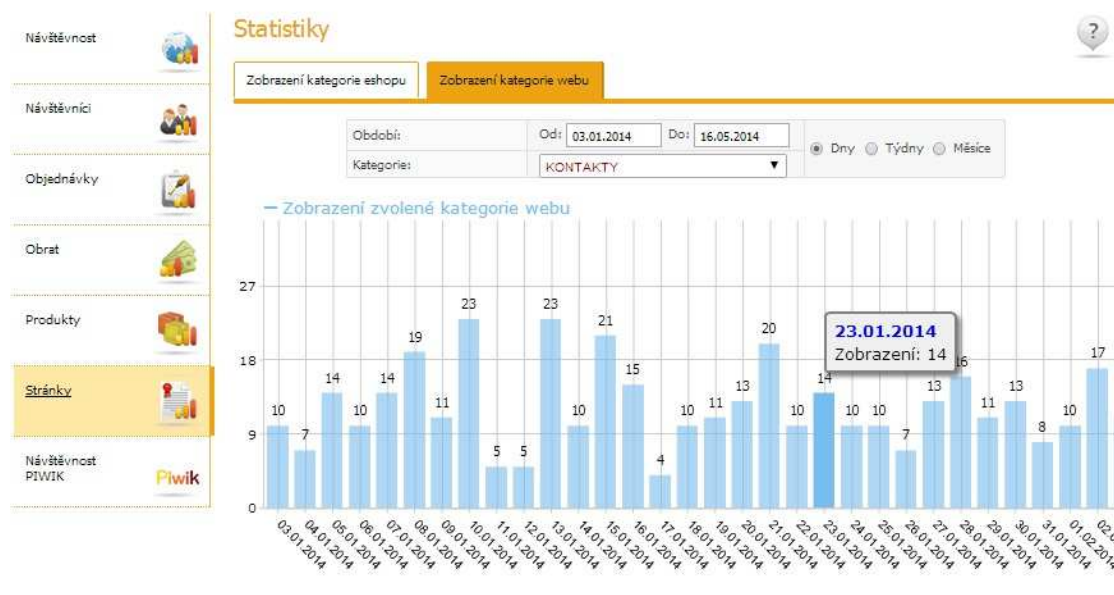 Návštěvnost
Návštěvníci
Objednávky
Obrat
Produkty
Stránky
Návštěvnost
PIWIK
Piwik
Statistiky
?
Zobrazení kategorie eshopu
Zobrazení kategorie webu
Období: Od: 03.01.2014 Do: 16.05.2014
Dny Týdny Měsíce
Kategorie: KONTAKTY
Zobrazení zvolené kategorie webu
27
18
9
0
10 7 14 10 14 19 11 23 5 5 23 10 21 15 4 10 11 13 20 10 14 10 10 7 13 16 11 13 8 10 17
23.01.2014
Zobrazení: 14
03.01.2014 04.01.2014 05.01.2014 06.01.2014 07.01.2014 08.01.2014 09.01.2014 10.01.2014 11.01.2014 12.01.2014 13.01.2014 14.01.2014 15.01.2014 16.01.2014 17.01.2014 18.01.2014 19.01.2014 20.01.2014 21.01.2014 22.01.2014 23.01.2014 24.01.2014 25.01.2014 26.01.2014 27.01.2014 28.01.2014 29.01.2014 30.01.2014 31.01.2014 01.02.2014